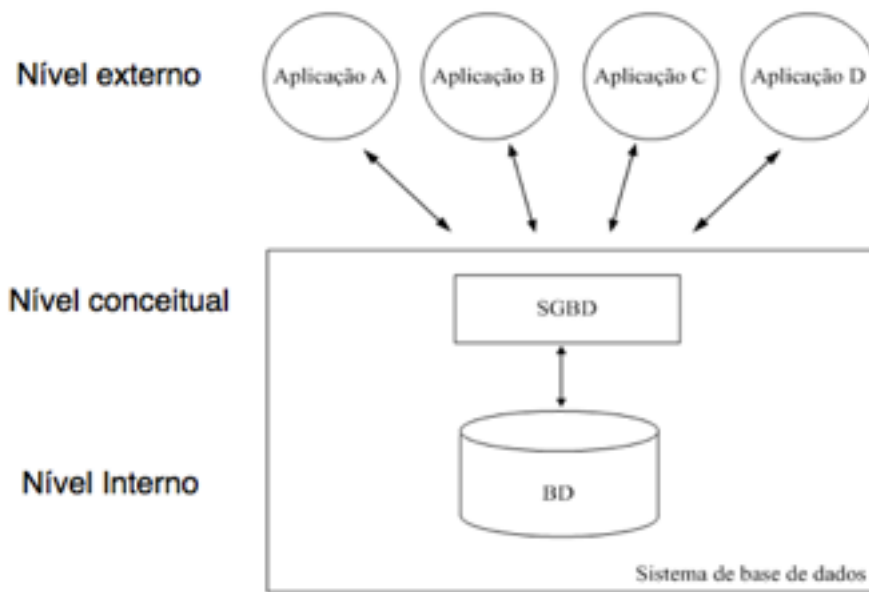 Nível externo
Aplicação A
Aplicação B
Aplicação C
Aplicação D
Nível conceitual
SGBD
Nível Interno
BD
Sistema de base de dados